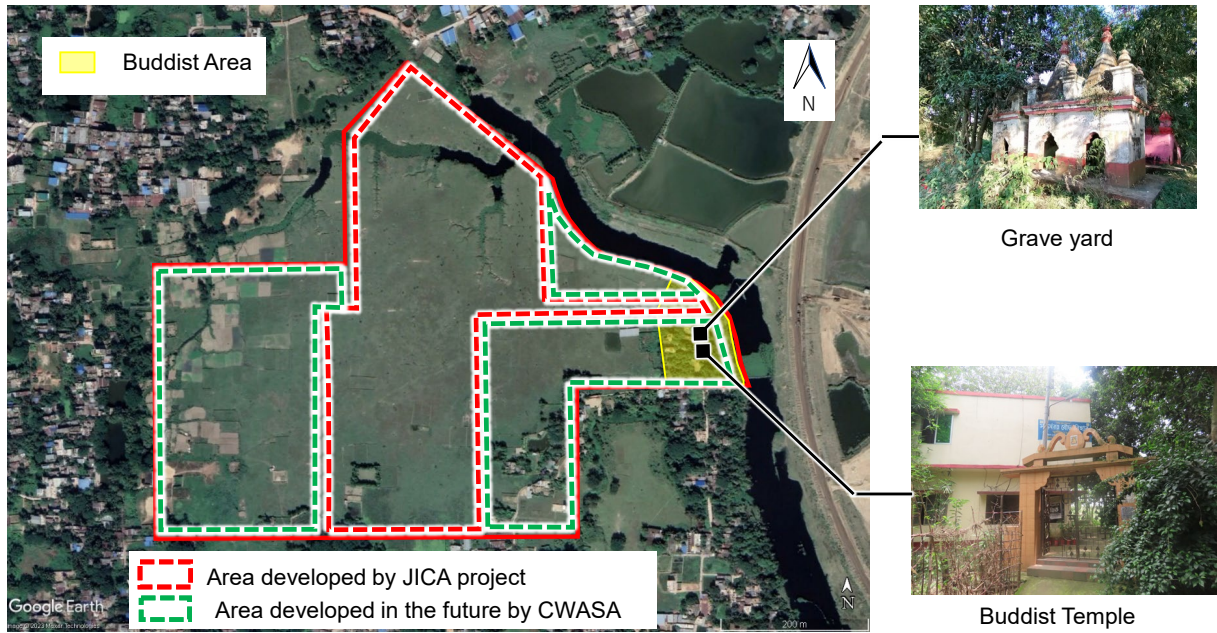 Buddist Area
N
Grave yard
Area developed by JICA project
Area developed in the future by CWASA
N
Google Earth
200 m
Buddist Temple